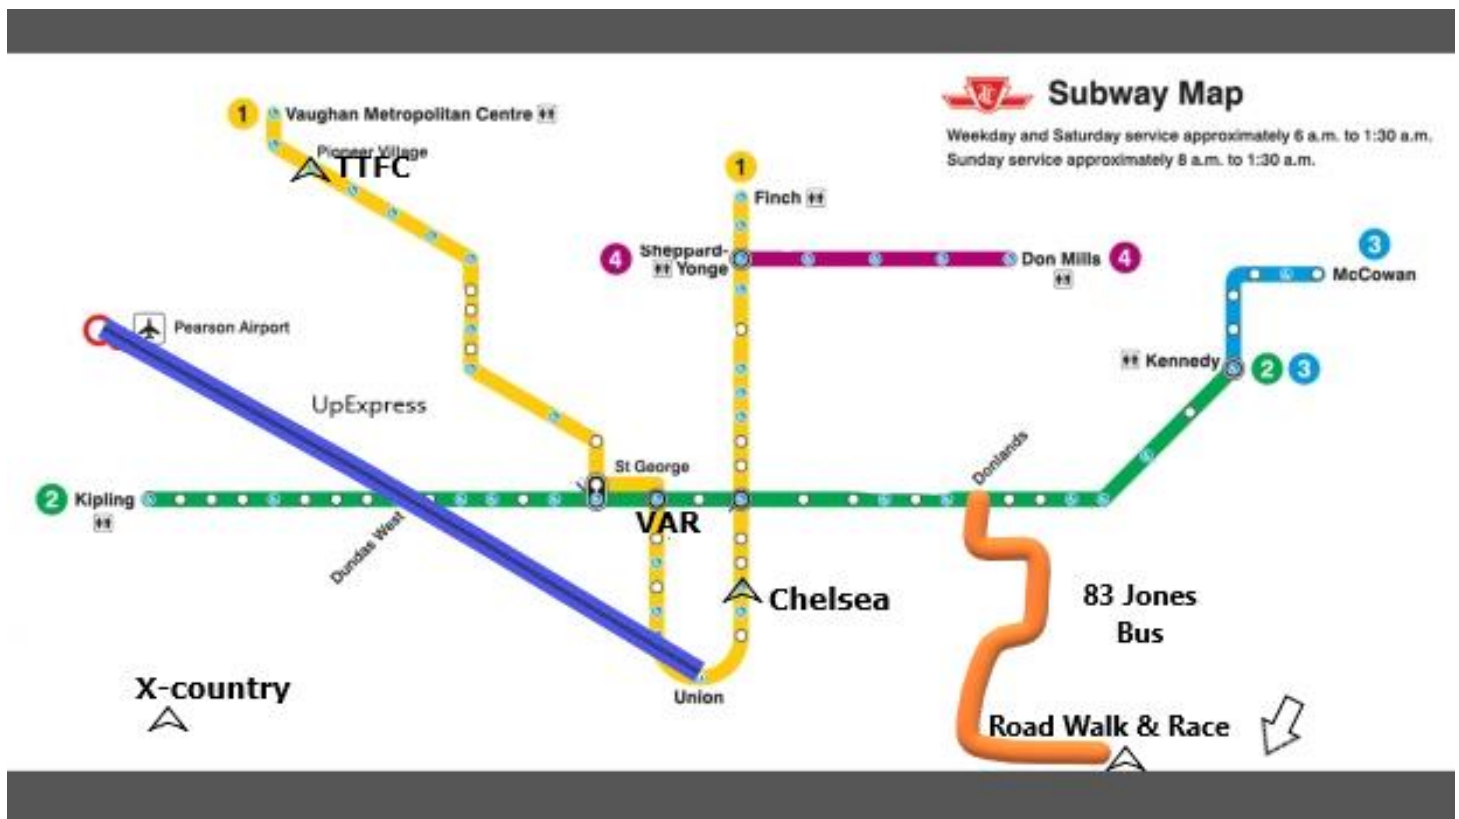 Subway Map
Weekday and Saturday service approximately 6 a.m. to 1:30 a.m.
Sunday service approximately 8 a.m. to 1:30 a.m.
1 Vaughan Metropolitan Centre
Pioneer Village
TTFC
1
Finch
4 Sheppard-
Yonge
Don Mills 4
3
McCowan
Kennedy 2 3
Pearson Airport
UpExpress
St George
Donlands
2 Kipling
VAR
Dundas West
Chelsea
83 Jones
Bus
X-country
Union
Road Walk & Race